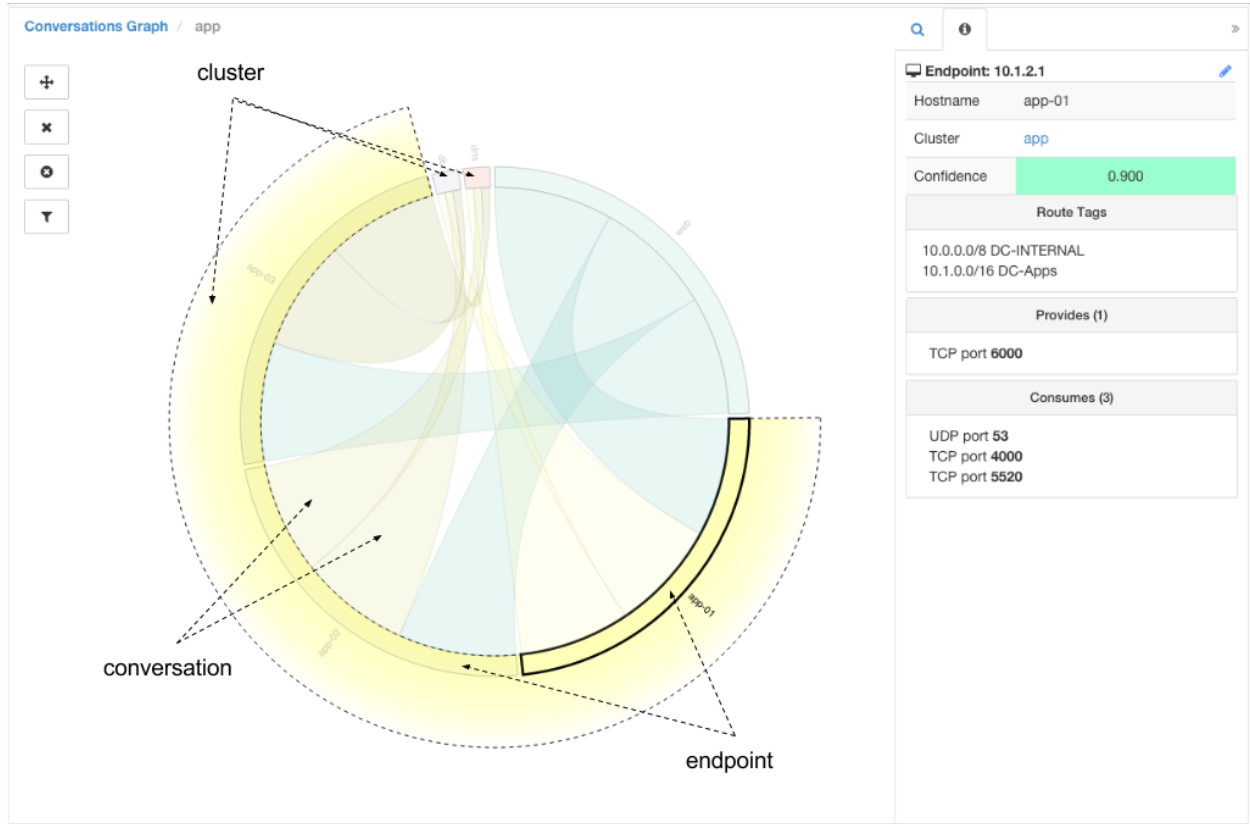 Conversations Graph / app
cluster
dns
web
app-03
app-01
app-02
conversation
endpoint
Endpoint: 10.1.2.1
Hostname app-01
Cluster app
Confidence 0.900
Route Tags
10.0.0.0/8 DC-INTERNAL
10.1.0.0/16 DC-Apps
Provides (1)
TCP port 6000
Consumes (3)
UDP port 53
TCP port 4000
TCP port 5520